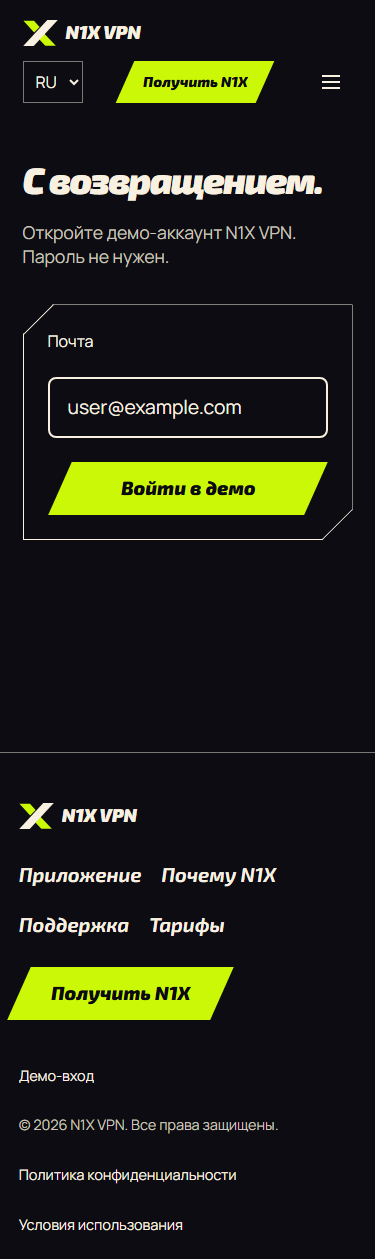 N1X VPN
RU
Получить N1X
С возвращением.
Откройте демо-аккаунт N1X VPN.
Пароль не нужен.
Почта
user@example.com
Войти в демо
N1X VPN
Приложение Почему N1X
Поддержка Тарифы
Получить N1X
Демо-вход
© 2026 N1X VPN. Все права защищены.
Политика конфиденциальности
Условия использования